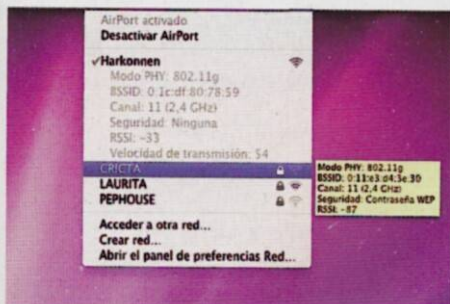 AirPort activado
Desactivar AirPort
✓Harkonnen
Modo PHY: 802.11g
BSSID: 0:1c:df:80:78:59
Canal: 11 (2,4 GHz)
Seguridad: Ninguna
RSSI: -33
Velocidad de transmisión: 54
CRICTA
LAURITA
PEPHOUSE
Acceder a otra red...
Crear red...
Abrir el panel de preferencias Red...
Modo PHY: 802.11g
BSSID: 0:11:e3:d4:3e:30
Canal: 11 (2,4 GHz)
Seguridad: Contraseña WEP
RSSI: -87